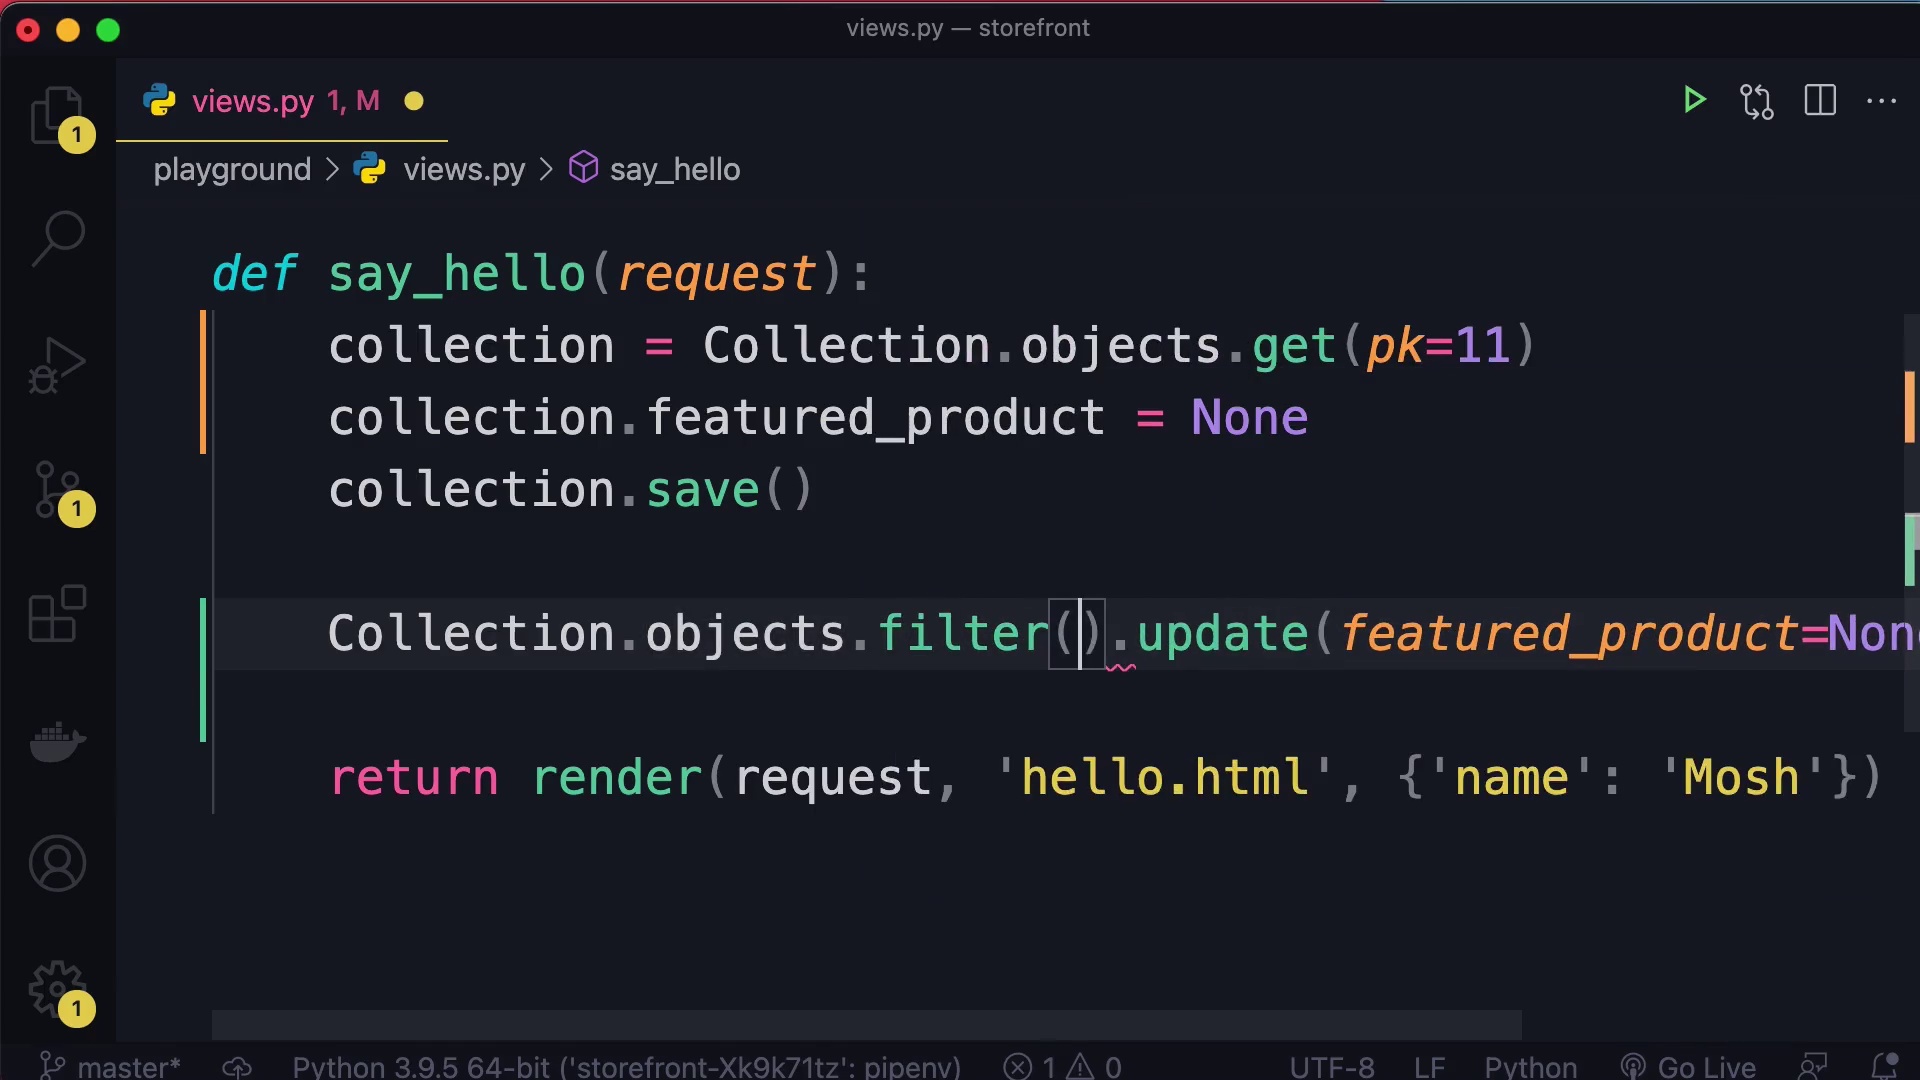 views.py — storefront
views.py 1, M
1
playground > views.py > say_hello
def say_hello(request):
    collection = Collection.objects.get(pk=11)
    collection.featured_product = None
    collection.save()
1
    Collection.objects.filter().update(featured_product=Non
    return render(request, 'hello.html', {'name': 'Mosh'})
1
master* Python 3.9.5 64-bit ('storefront-Xk9k71tz': pipenv) 1 0 UTF-8 LF Python Go Live